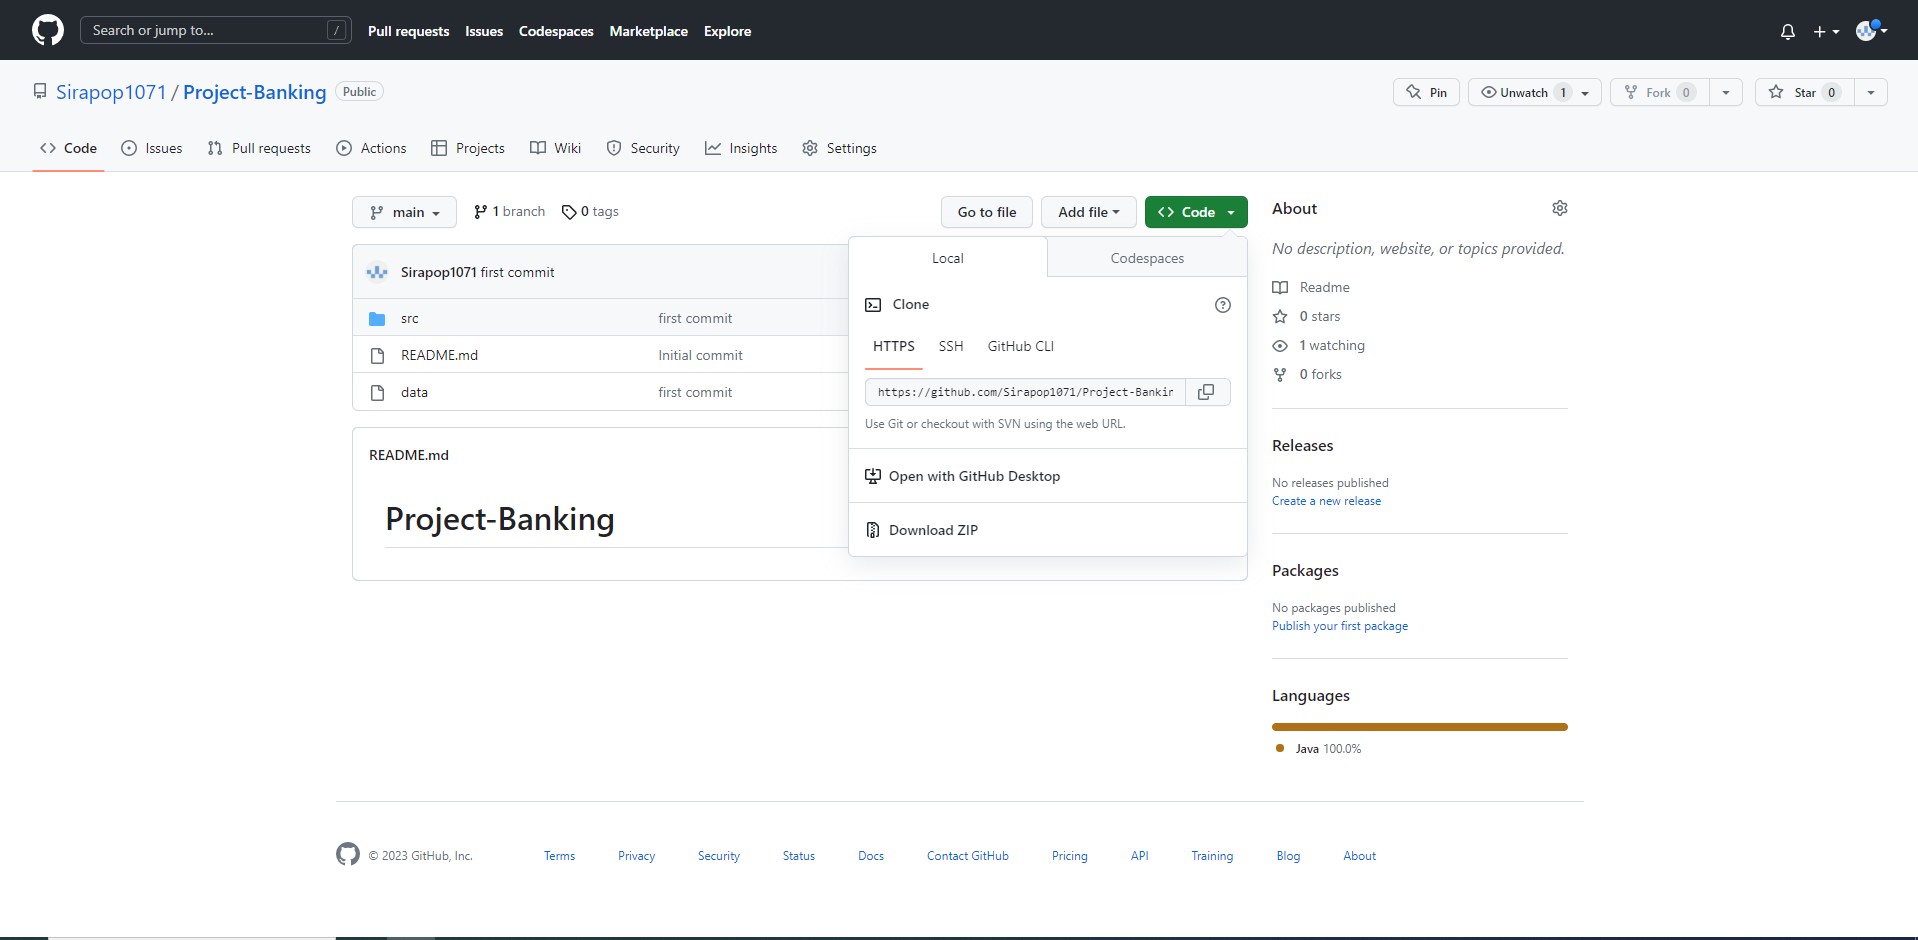 Search or jump to... /
Pull requests Issues Codespaces Marketplace Explore
Sirapop1071 / Project-Banking Public
Pin Unwatch 1 Fork 0 Star 0
Code Issues Pull requests Actions Projects Wiki Security Insights Settings
main 1 branch 0 tags
Go to file Add file Code
Sirapop1071 first commit
src first commit
README.md Initial commit
data first commit
README.md
Project-Banking
Local Codespaces
Clone
HTTPS SSH GitHub CLI
https://github.com/Sirapop1071/Project-Bankin
Use Git or checkout with SVN using the web URL.
Open with GitHub Desktop
Download ZIP
About
No description, website, or topics provided.
Readme
0 stars
1 watching
0 forks
Releases
No releases published
Create a new release
Packages
No packages published
Publish your first package
Languages
Java 100.0%
© 2023 GitHub, Inc. Terms Privacy Security Status Docs Contact GitHub Pricing API Training Blog About